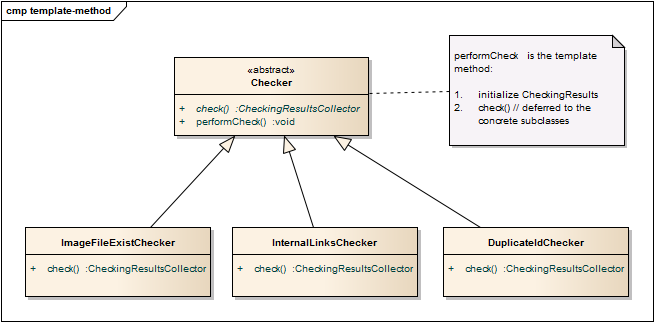 cmp template-method
«abstract»
Checker
+ check() :CheckingResultsCollector
+ performCheck() :void
performCheck is the template
method:
1. initialize CheckingResults
2. check() // deferred to the
concrete subclasses
ImageFileExistChecker
+ check() :CheckingResultsCollector
InternalLinksChecker
+ check() :CheckingResultsCollector
DuplicateIdChecker
+ check() :CheckingResultsCollector